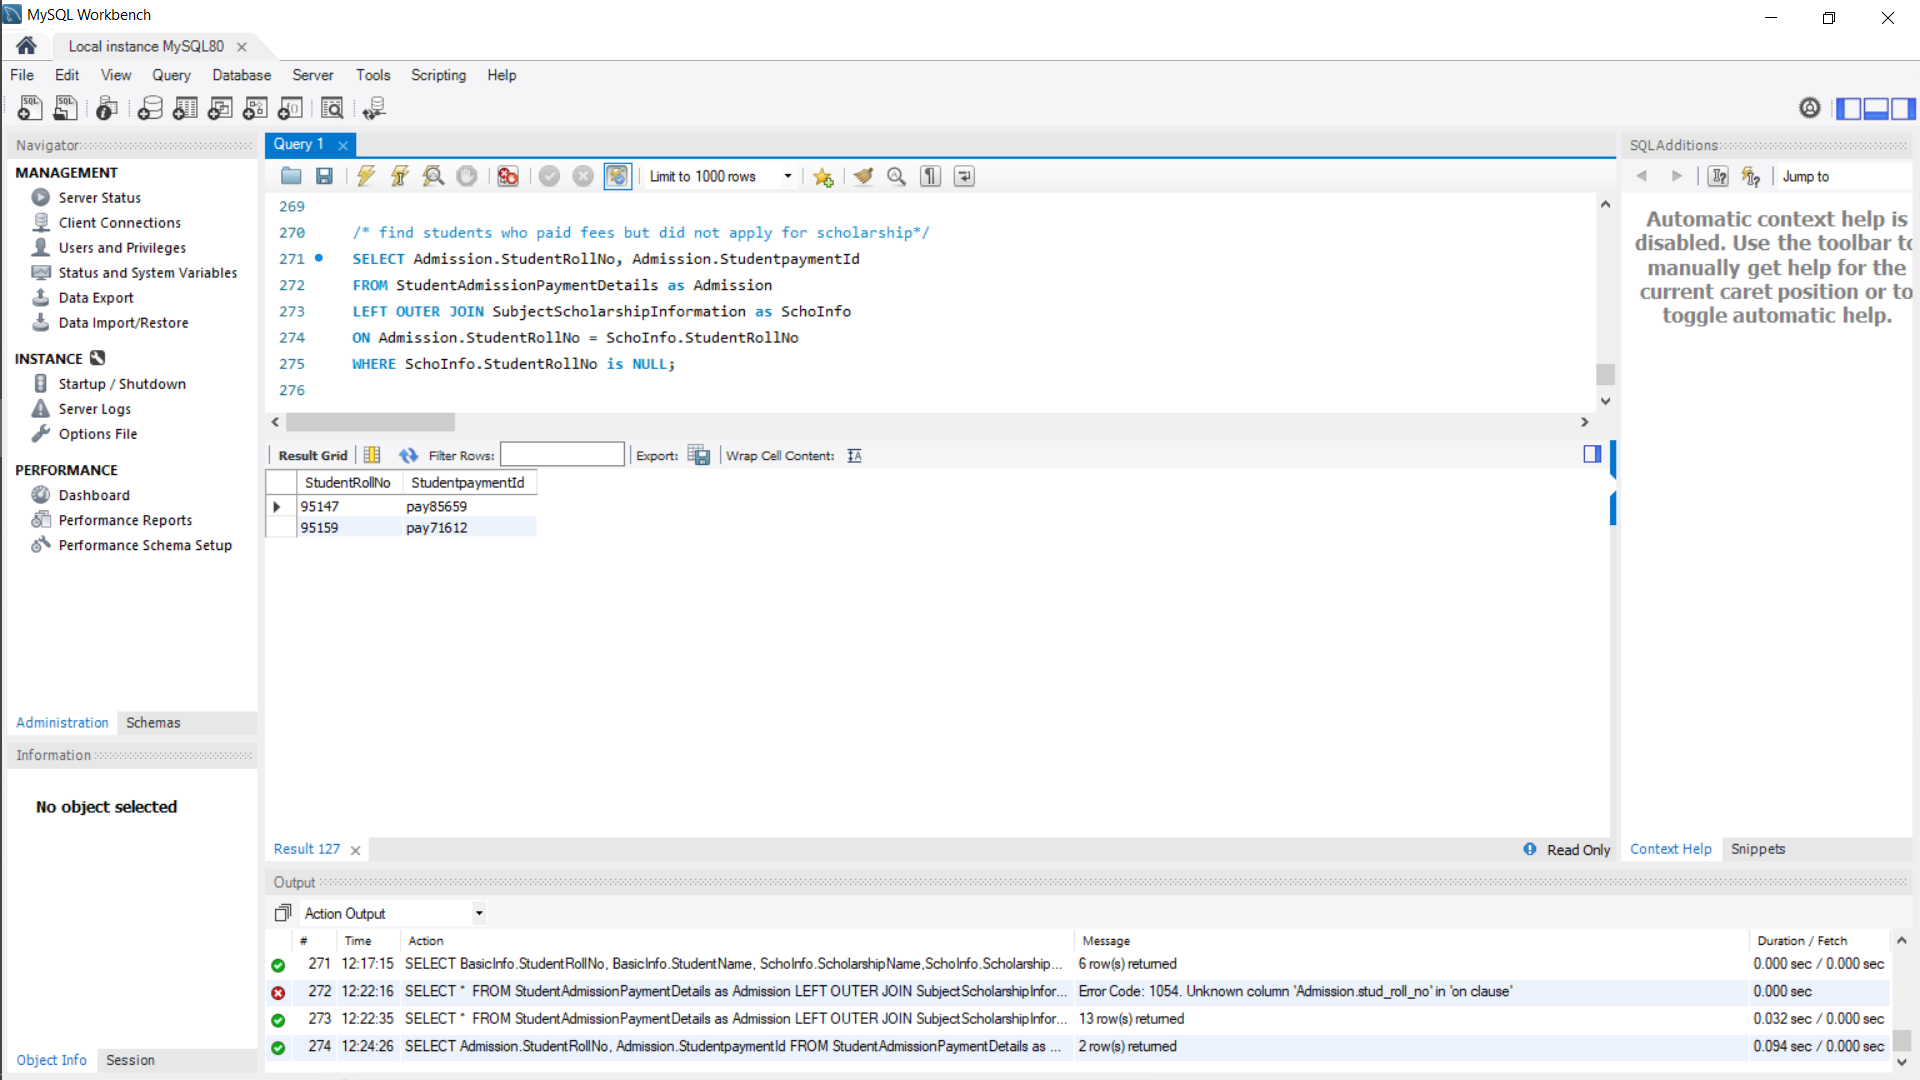 MySQL Workbench
Local instance MySQL80
File Edit View Query Database Server Tools Scripting Help
Navigator
MANAGEMENT
Server Status
Client Connections
Users and Privileges
Status and System Variables
Data Export
Data Import/Restore
INSTANCE
Startup / Shutdown
Server Logs
Options File
PERFORMANCE
Dashboard
Performance Reports
Performance Schema Setup
Administration Schemas
Information
No object selected
Object Info Session
Query 1
Limit to 1000 rows
269
270 /* find students who paid fees but did not apply for scholarship*/
271 SELECT Admission.StudentRollNo, Admission.StudentpaymentId
272 FROM StudentAdmissionPaymentDetails as Admission
273 LEFT OUTER JOIN SubjectScholarshipInformation as SchoInfo
274 ON Admission.StudentRollNo = SchoInfo.StudentRollNo
275 WHERE SchoInfo.StudentRollNo is NULL;
276
Result Grid Filter Rows: Export: Wrap Cell Content:
StudentRollNo StudentpaymentId
95147 pay85659
95159 pay71612
Result 127 Read Only
SQLAdditions
Jump to
Automatic context help is
disabled. Use the toolbar to
manually get help for the
current caret position or to
toggle automatic help.
Context Help Snippets
Output
Action Output
# Time Action Message Duration / Fetch
271 12:17:15 SELECT BasicInfo.StudentRollNo, BasicInfo.StudentName, SchoInfo.ScholarshipName,SchoInfo.Scholarship... 6 row(s) returned 0.000 sec / 0.000 sec
272 12:22:16 SELECT * FROM StudentAdmissionPaymentDetails as Admission LEFT OUTER JOIN SubjectScholarshipInfor... Error Code: 1054. Unknown column 'Admission.stud_roll_no' in 'on clause' 0.000 sec
273 12:22:35 SELECT * FROM StudentAdmissionPaymentDetails as Admission LEFT OUTER JOIN SubjectScholarshipInfor... 13 row(s) returned 0.032 sec / 0.000 sec
274 12:24:26 SELECT Admission.StudentRollNo, Admission.StudentpaymentId FROM StudentAdmissionPaymentDetails as ... 2 row(s) returned 0.094 sec / 0.000 sec